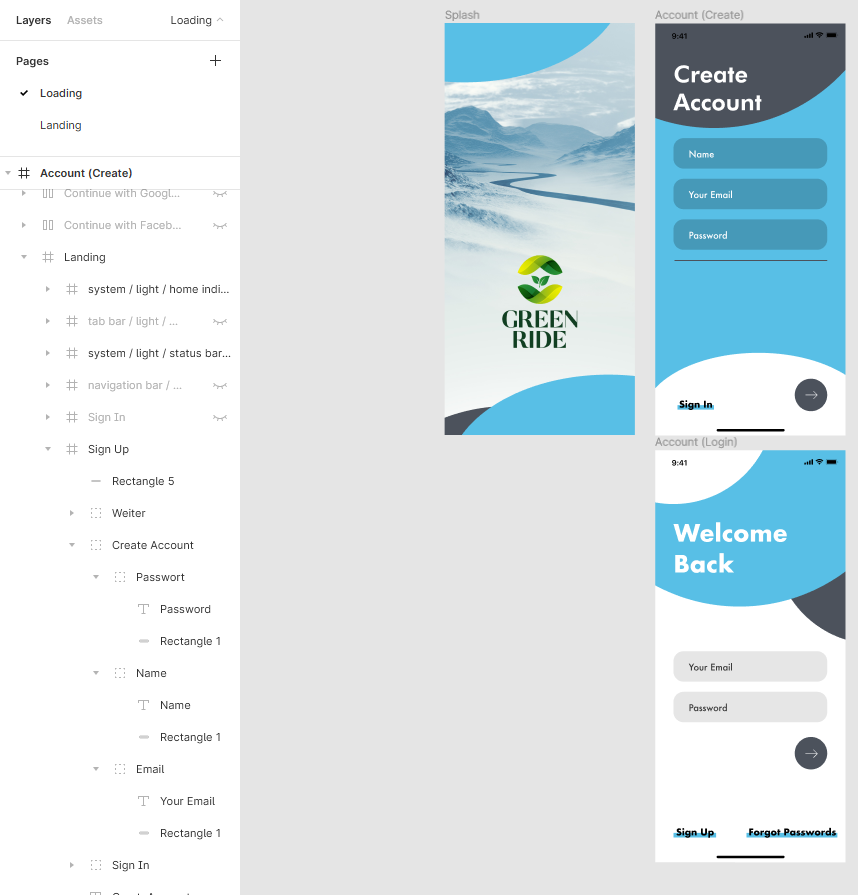 Layers
Assets
Loading
Pages
Loading
Landing
Account (Create)
Continue with Googl...
Continue with Faceb...
Landing
system / light / home indi...
tab bar / light / ...
system / light / status bar...
navigation bar / ...
Sign In
Sign Up
Rectangle 5
Weiter
Create Account
Passwort
Password
Rectangle 1
Name
Name
Rectangle 1
Email
Your Email
Rectangle 1
Sign In
Splash
GREEN
RIDE
Account (Create)
9:41
Create
Account
Name
Your Email
Password
Sign In
Account (Login)
9:41
Welcome
Back
Your Email
Password
Sign Up
Forgot Passwords